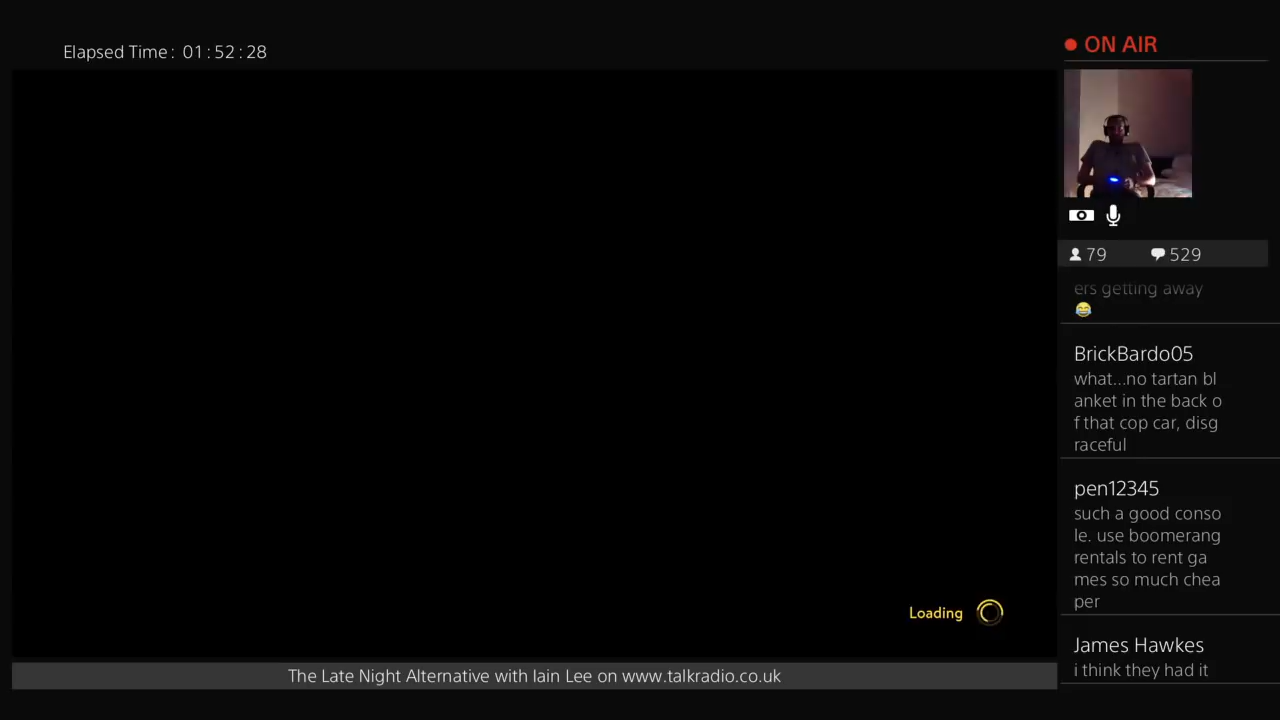 Elapsed Time: 01:52:28
ON AIR
79 529
ers getting away
😂
BrickBardo05
what...no tartan bl
anket in the back o
f that cop car, disg
raceful
pen12345
such a good conso
le. use boomerang
rentals to rent ga
mes so much chea
per
James Hawkes
i think they had it
Loading
The Late Night Alternative with Iain Lee on www.talkradio.co.uk